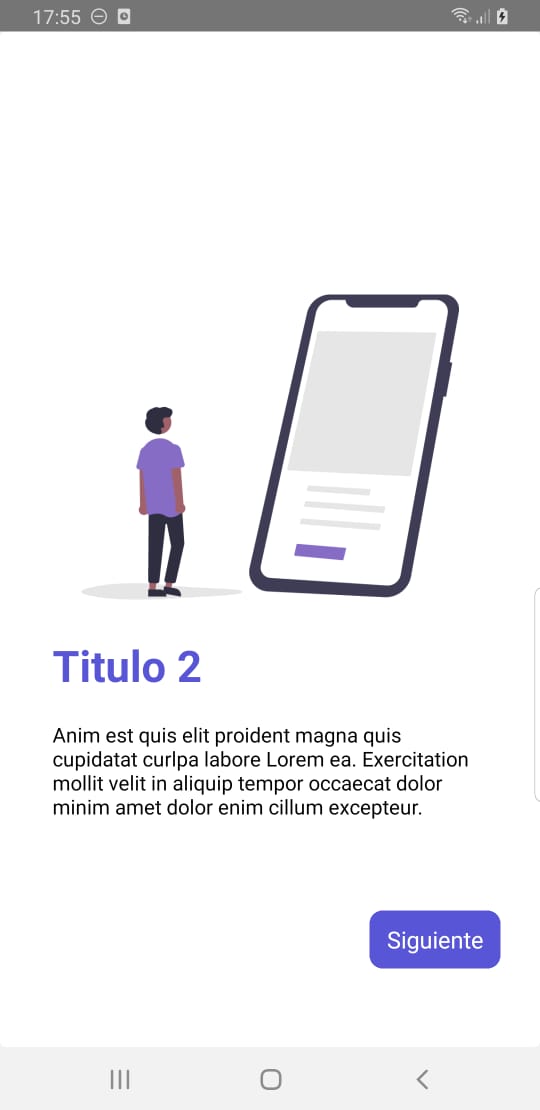 17:55
Titulo 2
Anim est quis elit proident magna quis
cupidatat curlpa labore Lorem ea. Exercitation
mollit velit in aliquip tempor occaecat dolor
minim amet dolor enim cillum excepteur.
Siguiente